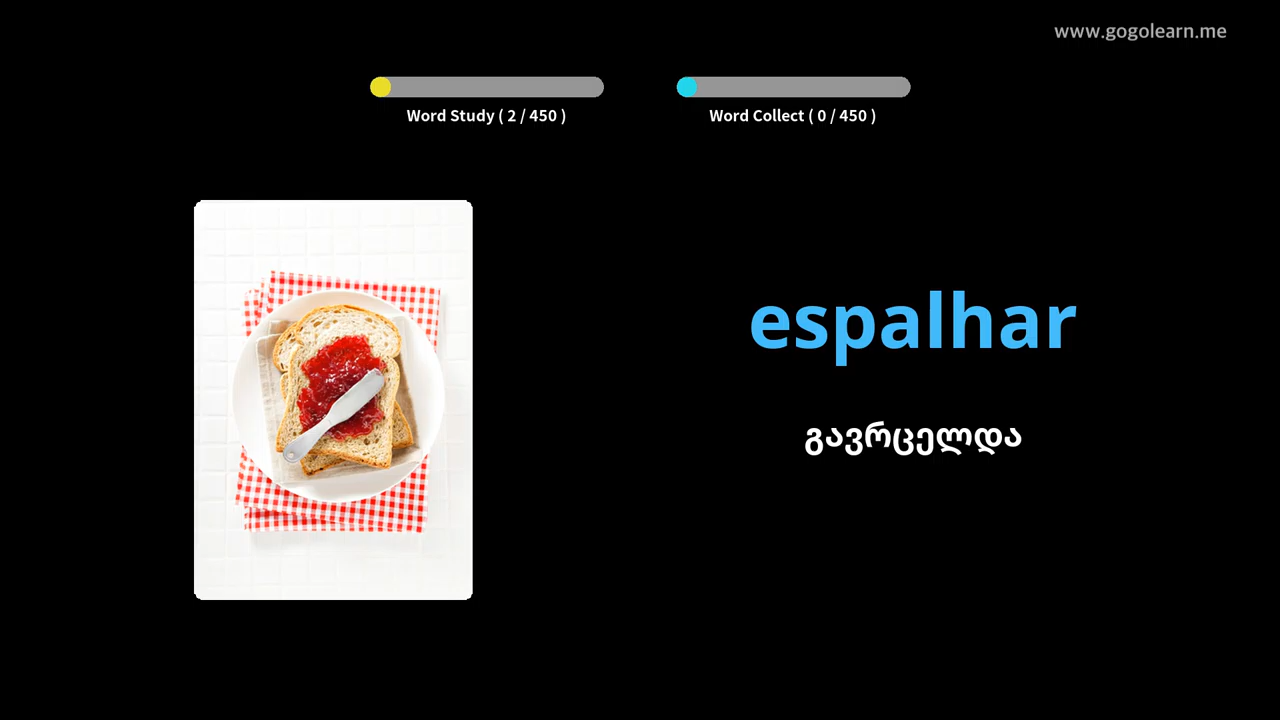 www.gogolearn.me
Word Study ( 2 / 450 )
Word Collect ( 0 / 450 )
espalhar
გავრცელდა